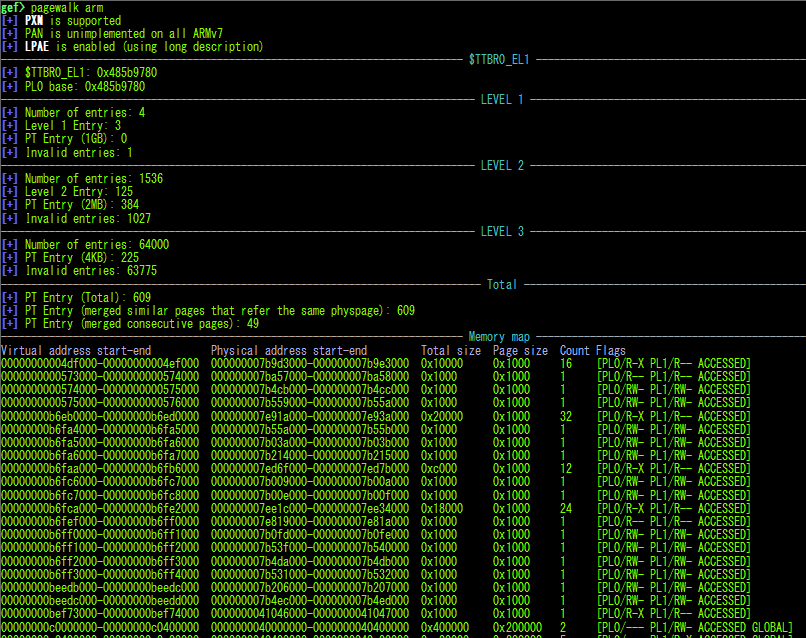 gef> pagewalk arm
[+] PXN is supported
[+] PAN is unimplemented on all ARMv7
[+] LPAE is enabled (using long description)
$TTBR0_EL1
[+] $TTBR0_EL1: 0x485b9780
[+] PL0 base: 0x485b9780
LEVEL 1
[+] Number of entries: 4
[+] Level 1 Entry: 3
[+] PT Entry (1GB): 0
[+] Invalid entries: 1
LEVEL 2
[+] Number of entries: 1536
[+] Level 2 Entry: 125
[+] PT Entry (2MB): 384
[+] Invalid entries: 1027
LEVEL 3
[+] Number of entries: 64000
[+] PT Entry (4KB): 225
[+] Invalid entries: 63775
Total
[+] PT Entry (Total): 609
[+] PT Entry (merged similar pages that refer the same physpage): 609
[+] PT Entry (merged consecutive pages): 49
Memory map
Virtual address start-end Physical address start-end Total size Page size Count Flags
00000000004df000-00000000004ef000 000000007b9d3000-000000007b9e3000 0x10000 0x1000 16 [PL0/R-X PL1/R-- ACCESSED]
0000000000573000-0000000000574000 000000007ba57000-000000007ba58000 0x1000 0x1000 1 [PL0/R-- PL1/R-- ACCESSED]
0000000000574000-0000000000575000 000000007b4cb000-000000007b4cc000 0x1000 0x1000 1 [PL0/RW- PL1/RW- ACCESSED]
0000000000575000-0000000000576000 000000007b559000-000000007b55a000 0x1000 0x1000 1 [PL0/RW- PL1/RW- ACCESSED]
00000000b6eb0000-00000000b6ed0000 000000007e91a000-000000007e93a000 0x20000 0x1000 32 [PL0/R-X PL1/R-- ACCESSED]
00000000b6fa4000-00000000b6fa5000 000000007b55a000-000000007b55b000 0x1000 0x1000 1 [PL0/RW- PL1/RW- ACCESSED]
00000000b6fa5000-00000000b6fa6000 000000007b03a000-000000007b03b000 0x1000 0x1000 1 [PL0/RW- PL1/RW- ACCESSED]
00000000b6fa6000-00000000b6fa7000 000000007b214000-000000007b215000 0x1000 0x1000 1 [PL0/RW- PL1/RW- ACCESSED]
00000000b6faa000-00000000b6fb6000 000000007ed6f000-000000007ed7b000 0xc000 0x1000 12 [PL0/R-X PL1/R-- ACCESSED]
00000000b6fc6000-00000000b6fc7000 000000007b009000-000000007b00a000 0x1000 0x1000 1 [PL0/RW- PL1/RW- ACCESSED]
00000000b6fc7000-00000000b6fc8000 000000007b00e000-000000007b00f000 0x1000 0x1000 1 [PL0/RW- PL1/RW- ACCESSED]
00000000b6fca000-00000000b6fe2000 000000007ee1c000-000000007ee34000 0x18000 0x1000 24 [PL0/R-X PL1/R-- ACCESSED]
00000000b6fef000-00000000b6ff0000 000000007e819000-000000007e81a000 0x1000 0x1000 1 [PL0/R-- PL1/R-- ACCESSED]
00000000b6ff0000-00000000b6ff1000 000000007b0fd000-000000007b0fe000 0x1000 0x1000 1 [PL0/RW- PL1/RW- ACCESSED]
00000000b6ff1000-00000000b6ff2000 000000007b53f000-000000007b540000 0x1000 0x1000 1 [PL0/RW- PL1/RW- ACCESSED]
00000000b6ff2000-00000000b6ff3000 000000007b4da000-000000007b4db000 0x1000 0x1000 1 [PL0/RW- PL1/RW- ACCESSED]
00000000b6ff3000-00000000b6ff4000 000000007b531000-000000007b532000 0x1000 0x1000 1 [PL0/RW- PL1/RW- ACCESSED]
00000000beedb000-00000000beedc000 000000007b206000-000000007b207000 0x1000 0x1000 1 [PL0/RW- PL1/RW- ACCESSED]
00000000beedc000-00000000beedd000 000000007b4ec000-000000007b4ed000 0x1000 0x1000 1 [PL0/RW- PL1/RW- ACCESSED]
00000000bef73000-00000000bef74000 0000000041046000-0000000041047000 0x1000 0x1000 1 [PL0/R-X PL1/R-- ACCESSED]
00000000c0000000-00000000c0400000 0000000040000000-0000000040400000 0x400000 0x200000 2 [PL0/--- PL1/RW- ACCESSED GLOBAL]